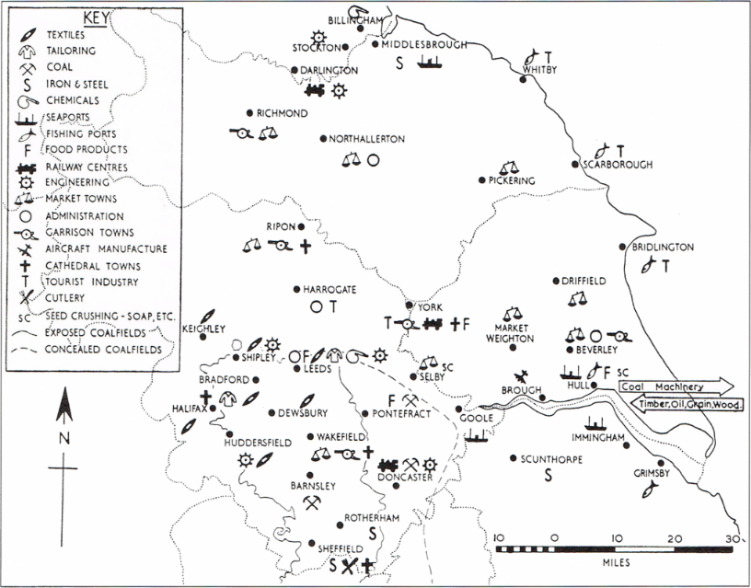 KEY
TEXTILES
TAILORING
COAL
S IRON & STEEL
CHEMICALS
SEAPORTS
FISHING PORTS
F FOOD PRODUCTS
RAILWAY CENTRES
ENGINEERING
MARKET TOWNS
ADMINISTRATION
GARRISON TOWNS
AIRCRAFT MANUFACTURE
CATHEDRAL TOWNS
T TOURIST INDUSTRY
CUTLERY
SC SEED CRUSHING - SOAP, ETC.
EXPOSED COALFIELDS
CONCEALED COALFIELDS
BILLINGHAM
STOCKTON
MIDDLESBROUGH
S
DARLINGTON
T
WHITBY
RICHMOND
NORTHALLERTON
T
SCARBOROUGH
PICKERING
RIPON
BRIDLINGTON
T
HARROGATE
T
DRIFFIELD
YORK
T F
MARKET
WEIGHTON
BEVERLEY
KEIGHLEY
SHIPLEY
F
LEEDS
SC
SELBY
BRADFORD
BROUGH
F SC
HULL
Coal Machinery
Timber, Oil, Grain, Wood.
HALIFAX
DEWSBURY
F
PONTEFRACT
GOOLE
HUDDERSFIELD
WAKEFIELD
IMMINGHAM
SCUNTHORPE
S
GRIMSBY
DONCASTER
BARNSLEY
ROTHERHAM
S
SHEFFIELD
S
N
10 0 10 20 30
MILES